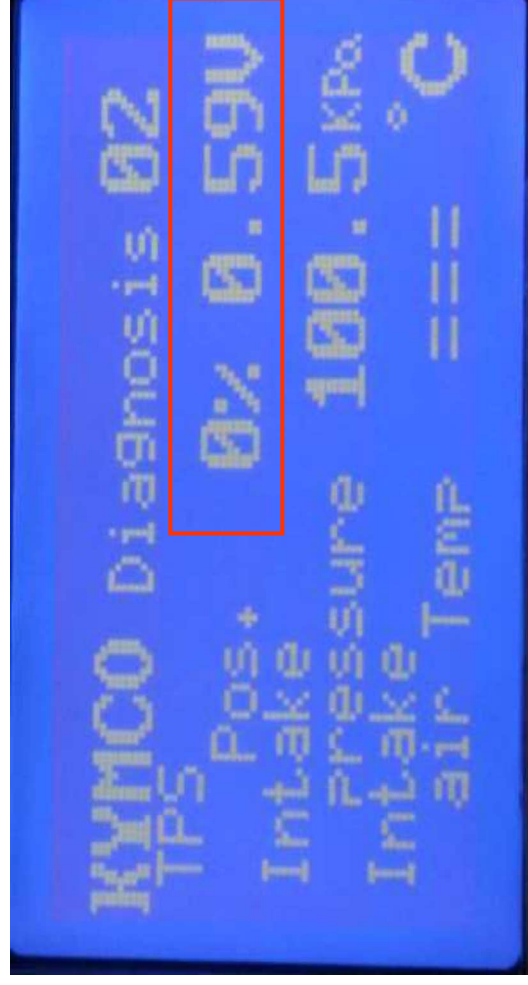 KYMCO Diagnosis 02
TPS
Pos+ 0% 0.59V
Intake
Pressure 100.5KPa
Intake
air Temp === °C